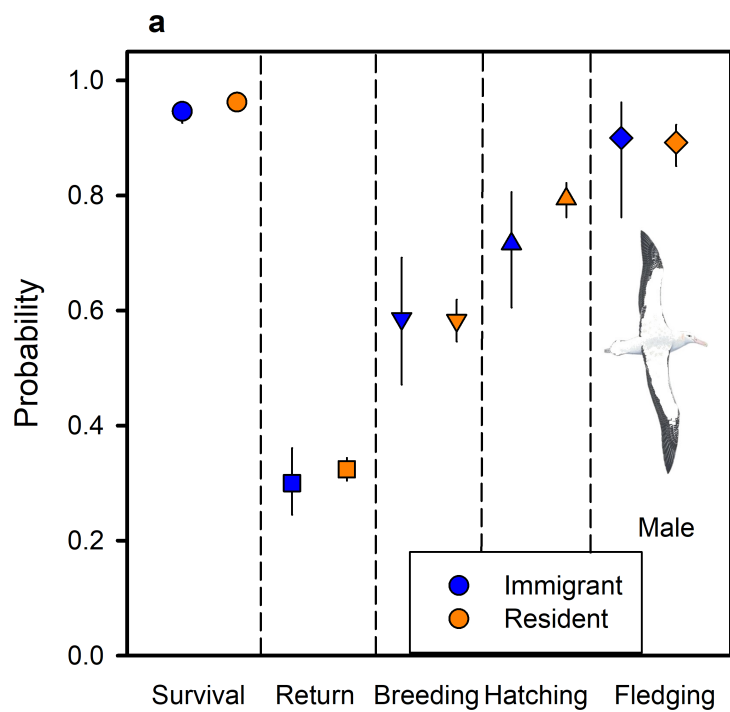 a
1.0
0.8
0.6
0.4
0.2
0.0
Probability
Male
Immigrant
Resident
Survival Return Breeding Hatching Fledging